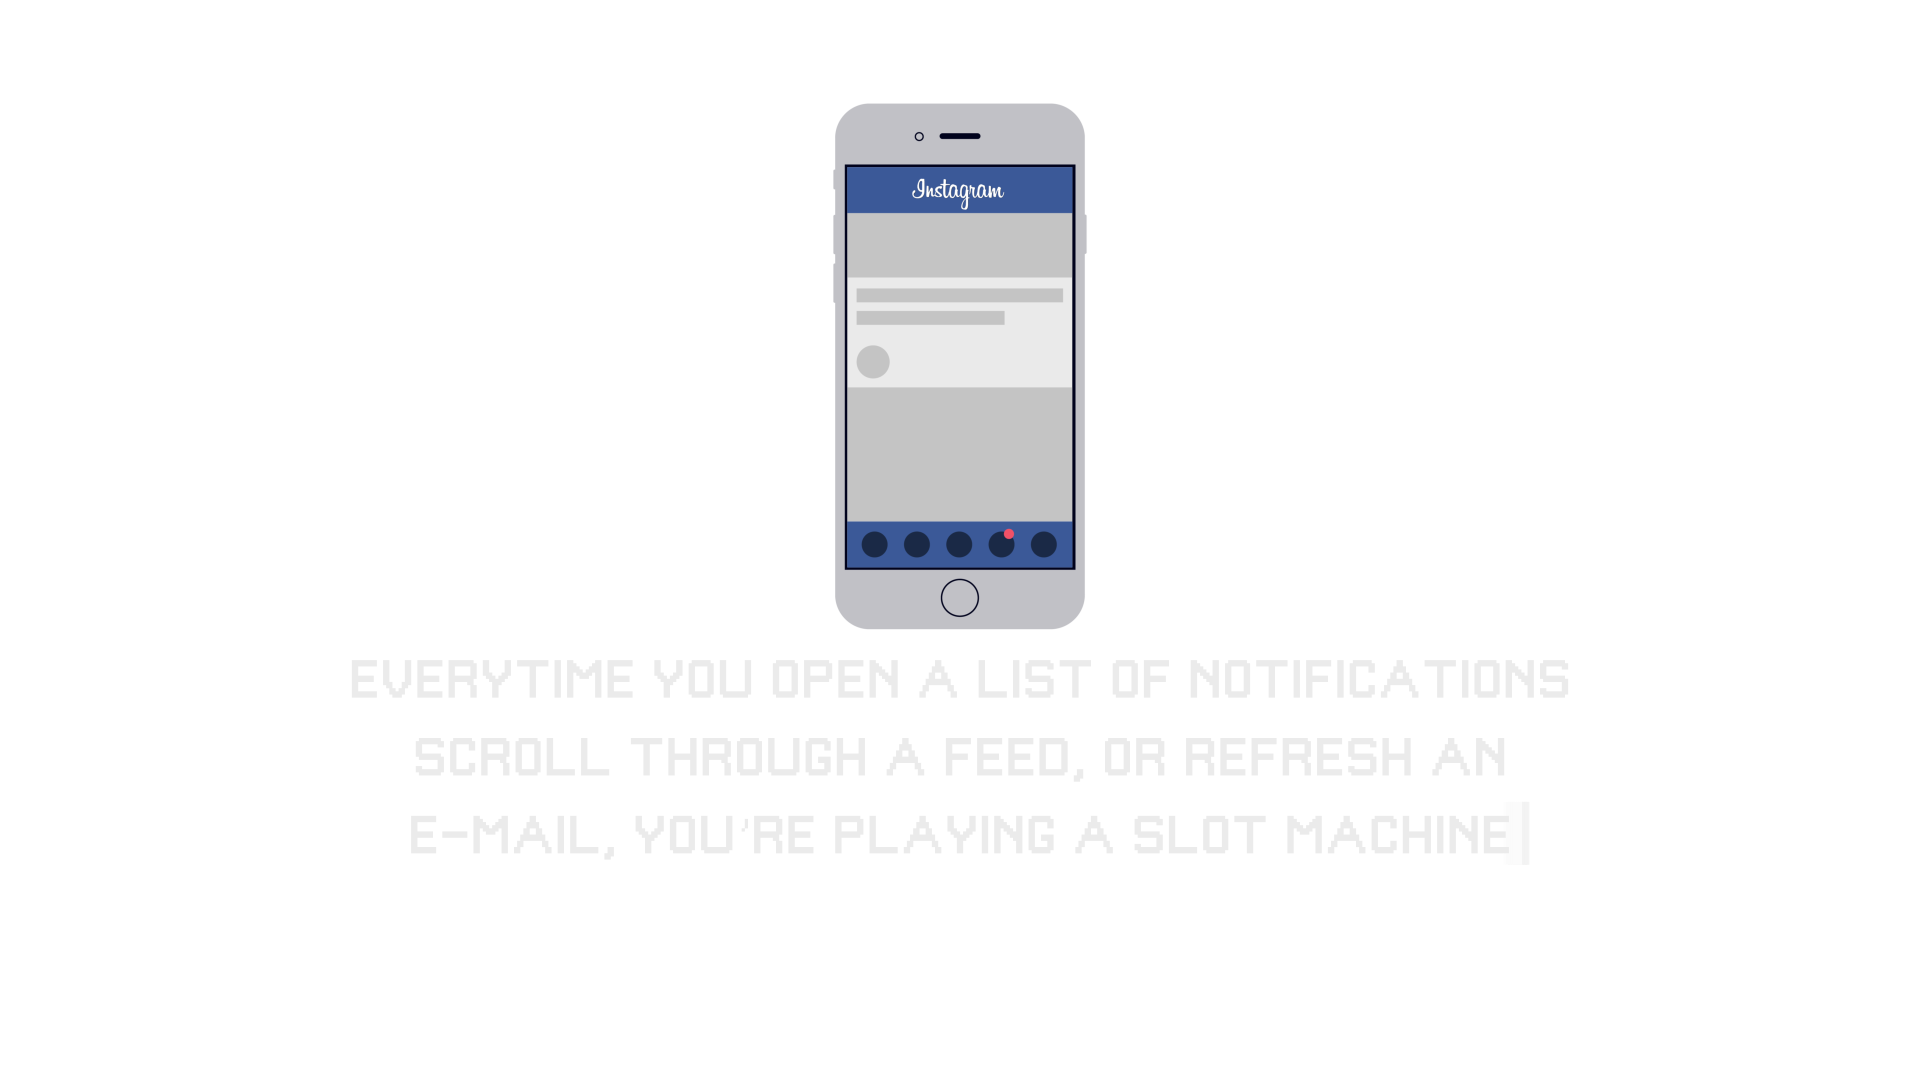 Instagram
EVERYTIME YOU OPEN A LIST OF NOTIFICATIONS
SCROLL THROUGH A FEED, OR REFRESH AN
E-MAIL, YOU'RE PLAYING A SLOT MACHINE